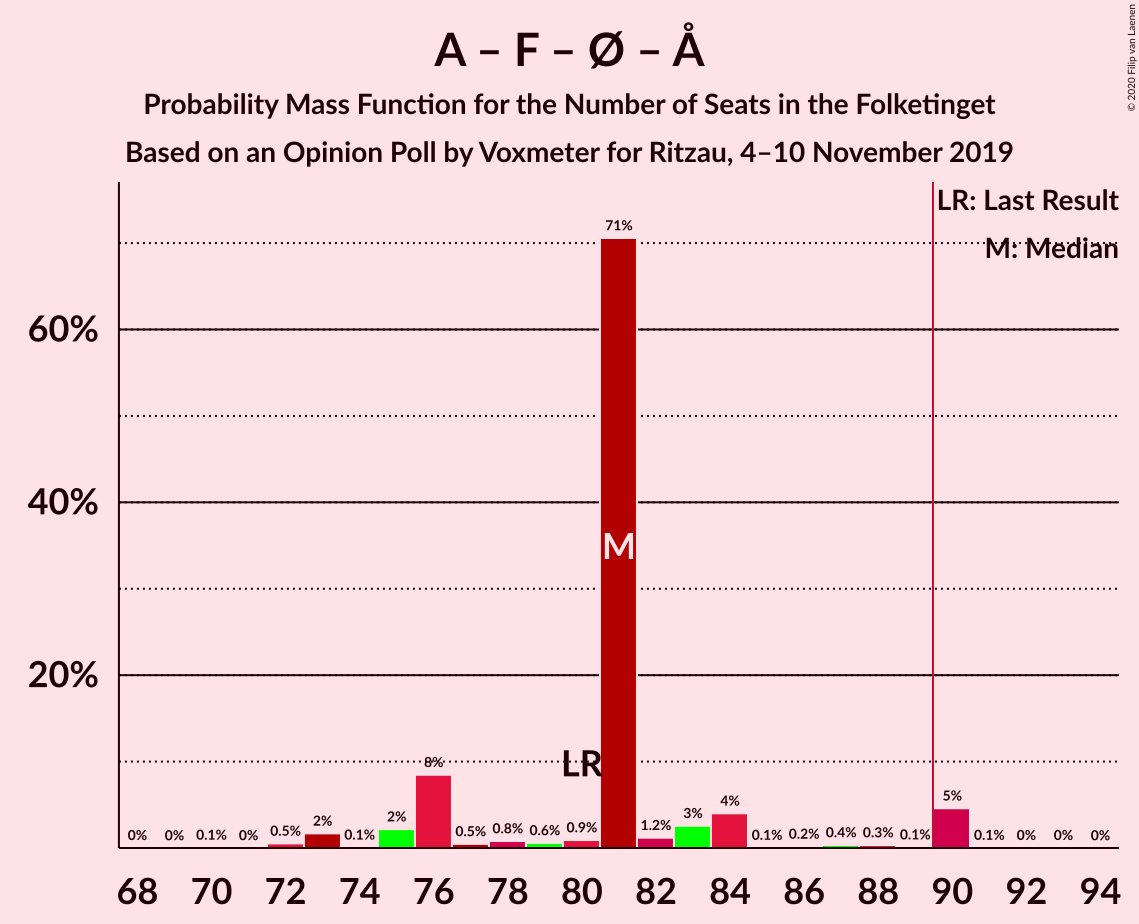 A – F – Ø – Å
Probability Mass Function for the Number of Seats in the Folketinget
Based on an Opinion Poll by Voxmeter for Ritzau, 4–10 November 2019
© 2020 Filip van Laenen
LR: Last Result
M: Median
60%
40%
20%
71%
M
LR
0% 0% 0.1% 0% 0.5% 2% 0.1% 2% 8% 0.5% 0.8% 0.6% 0.9% 1.2% 3% 4% 0.1% 0.2% 0.4% 0.3% 0.1% 5% 0.1% 0% 0% 0%
68 70 72 74 76 78 80 82 84 86 88 90 92 94